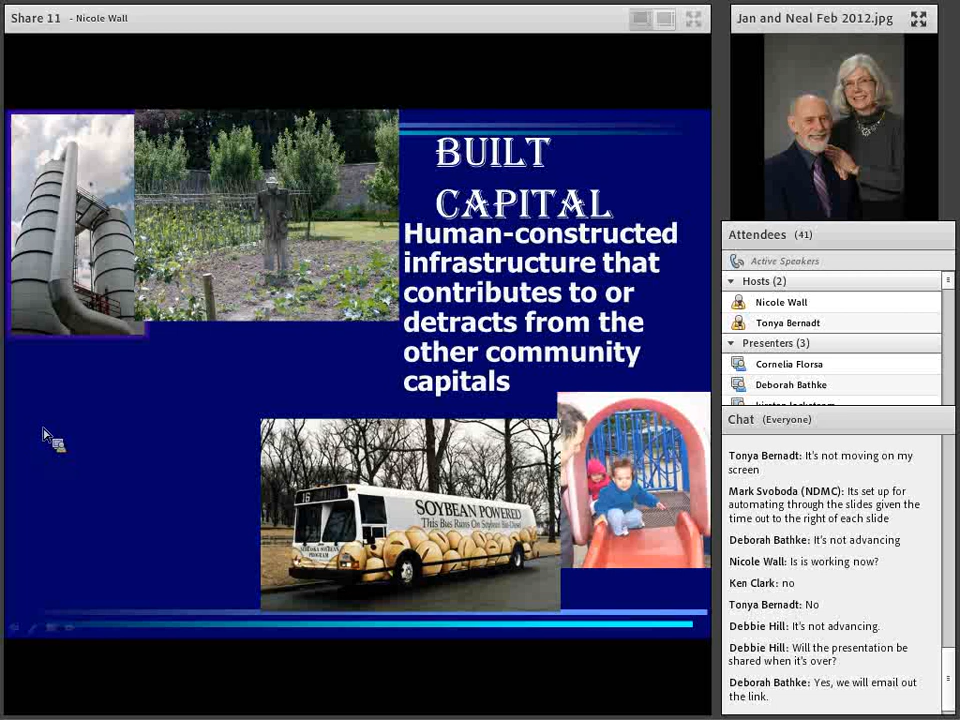 Share 11 - Nicole Wall
Jan and Neal Feb 2012.jpg
BUILT
CAPITAL
Human-constructed
infrastructure that
contributes to or
detracts from the
other community
capitals
16
SOYBEAN POWERED
This Bus Runs On Soybean Bio-Diesel
NEBRASKA SOYBEAN
PROGRAM
Attendees (41)
Active Speakers
Hosts (2)
Nicole Wall
Tonya Bernadt
Presenters (3)
Cornelia Florsa
Deborah Bathke
Chat (Everyone)
Tonya Bernadt: It's not moving on my
screen
Mark Svoboda (NDMC): Its set up for
automating through the slides given the
time out to the right of each slide
Deborah Bathke: It's not advancing
Nicole Wall: Is is working now?
Ken Clark: no
Tonya Bernadt: No
Debbie Hill: It's not advancing.
Debbie Hill: Will the presentation be
shared when it's over?
Deborah Bathke: Yes, we will email out
the link.